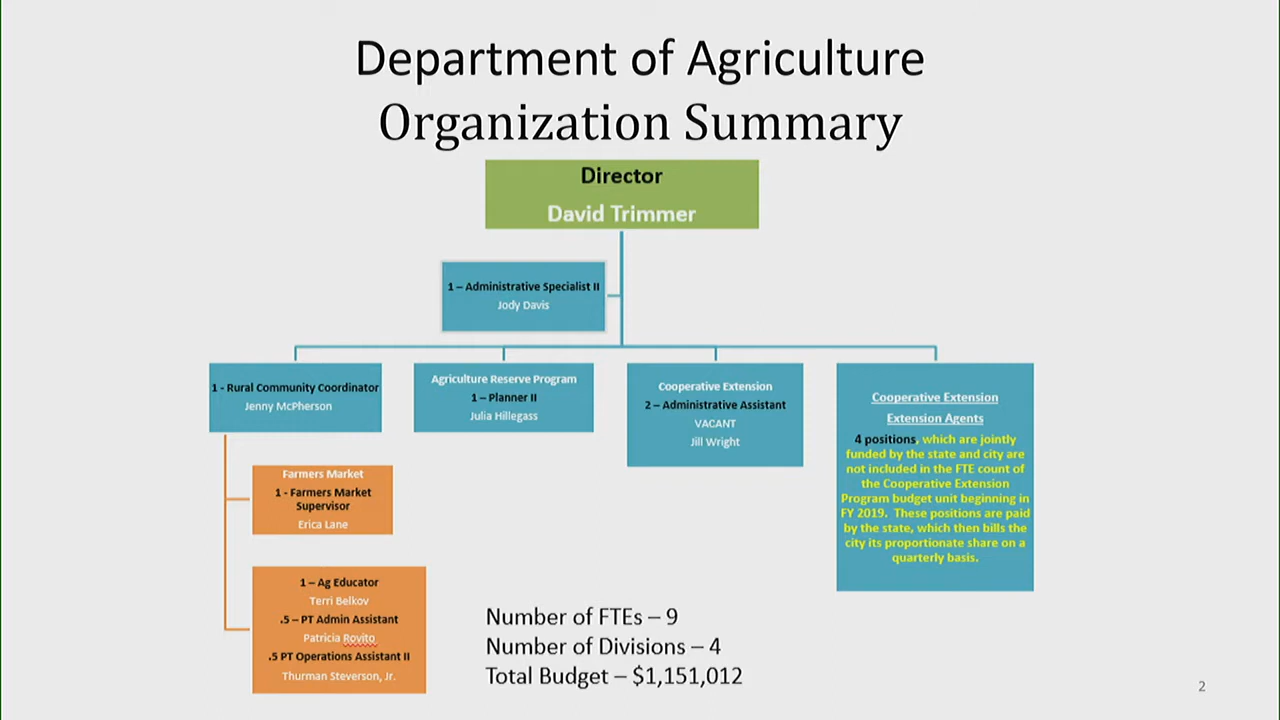 Department of Agriculture
Organization Summary
Director
David Trimmer
1 – Administrative Specialist II
Jody Davis
1 - Rural Community Coordinator
Jenny McPherson
Agriculture Reserve Program
1 – Planner II
Julia Hillegass
Cooperative Extension
2 – Administrative Assistant
VACANT
Jill Wright
Cooperative Extension
Extension Agents
4 positions, which are jointly
funded by the state and city are
not included in the FTE count of
the Cooperative Extension
Program budget unit beginning in
FY 2019. These positions are paid
by the state, which then bills the
city its proportionate share on a
quarterly basis.
Farmers Market
1 - Farmers Market
Supervisor
Erica Lane
1 – Ag Educator
Terri Belkov
.5 – PT Admin Assistant
Patricia Rovito
.5 PT Operations Assistant II
Thurman Steverson, Jr.
Number of FTEs – 9
Number of Divisions – 4
Total Budget – $1,151,012
2